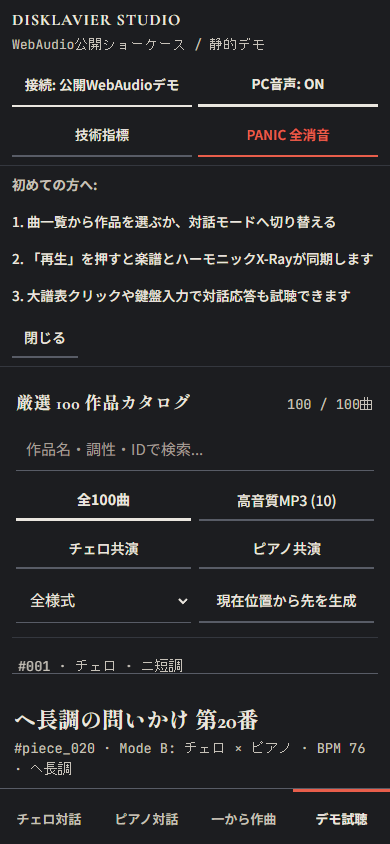 DISKLAVIER STUDIO
WebAudio公開ショーケース / 静的デモ
接続: 公開WebAudioデモ
PC音声: ON
技術指標
PANIC 全消音
初めての方へ:
1. 曲一覧から作品を選ぶか、対話モードへ切り替える
2. 「再生」を押すと楽譜とハーモニックX-Rayが同期します
3. 大譜表クリックや鍵盤入力で対話応答も試聴できます
閉じる
厳選 100 作品カタログ
100 / 100曲
作品名・調性・IDで検索...
全100曲
高音質MP3 (10)
チェロ共演
ピアノ共演
全様式
現在位置から先を生成
#001 · チェロ · ニ短調
ヘ長調の問いかけ 第20番
#piece_020 · Mode B: チェロ × ピアノ · BPM 76
· ヘ長調
チェロ対話
ピアノ対話
一から作曲
デモ試聴